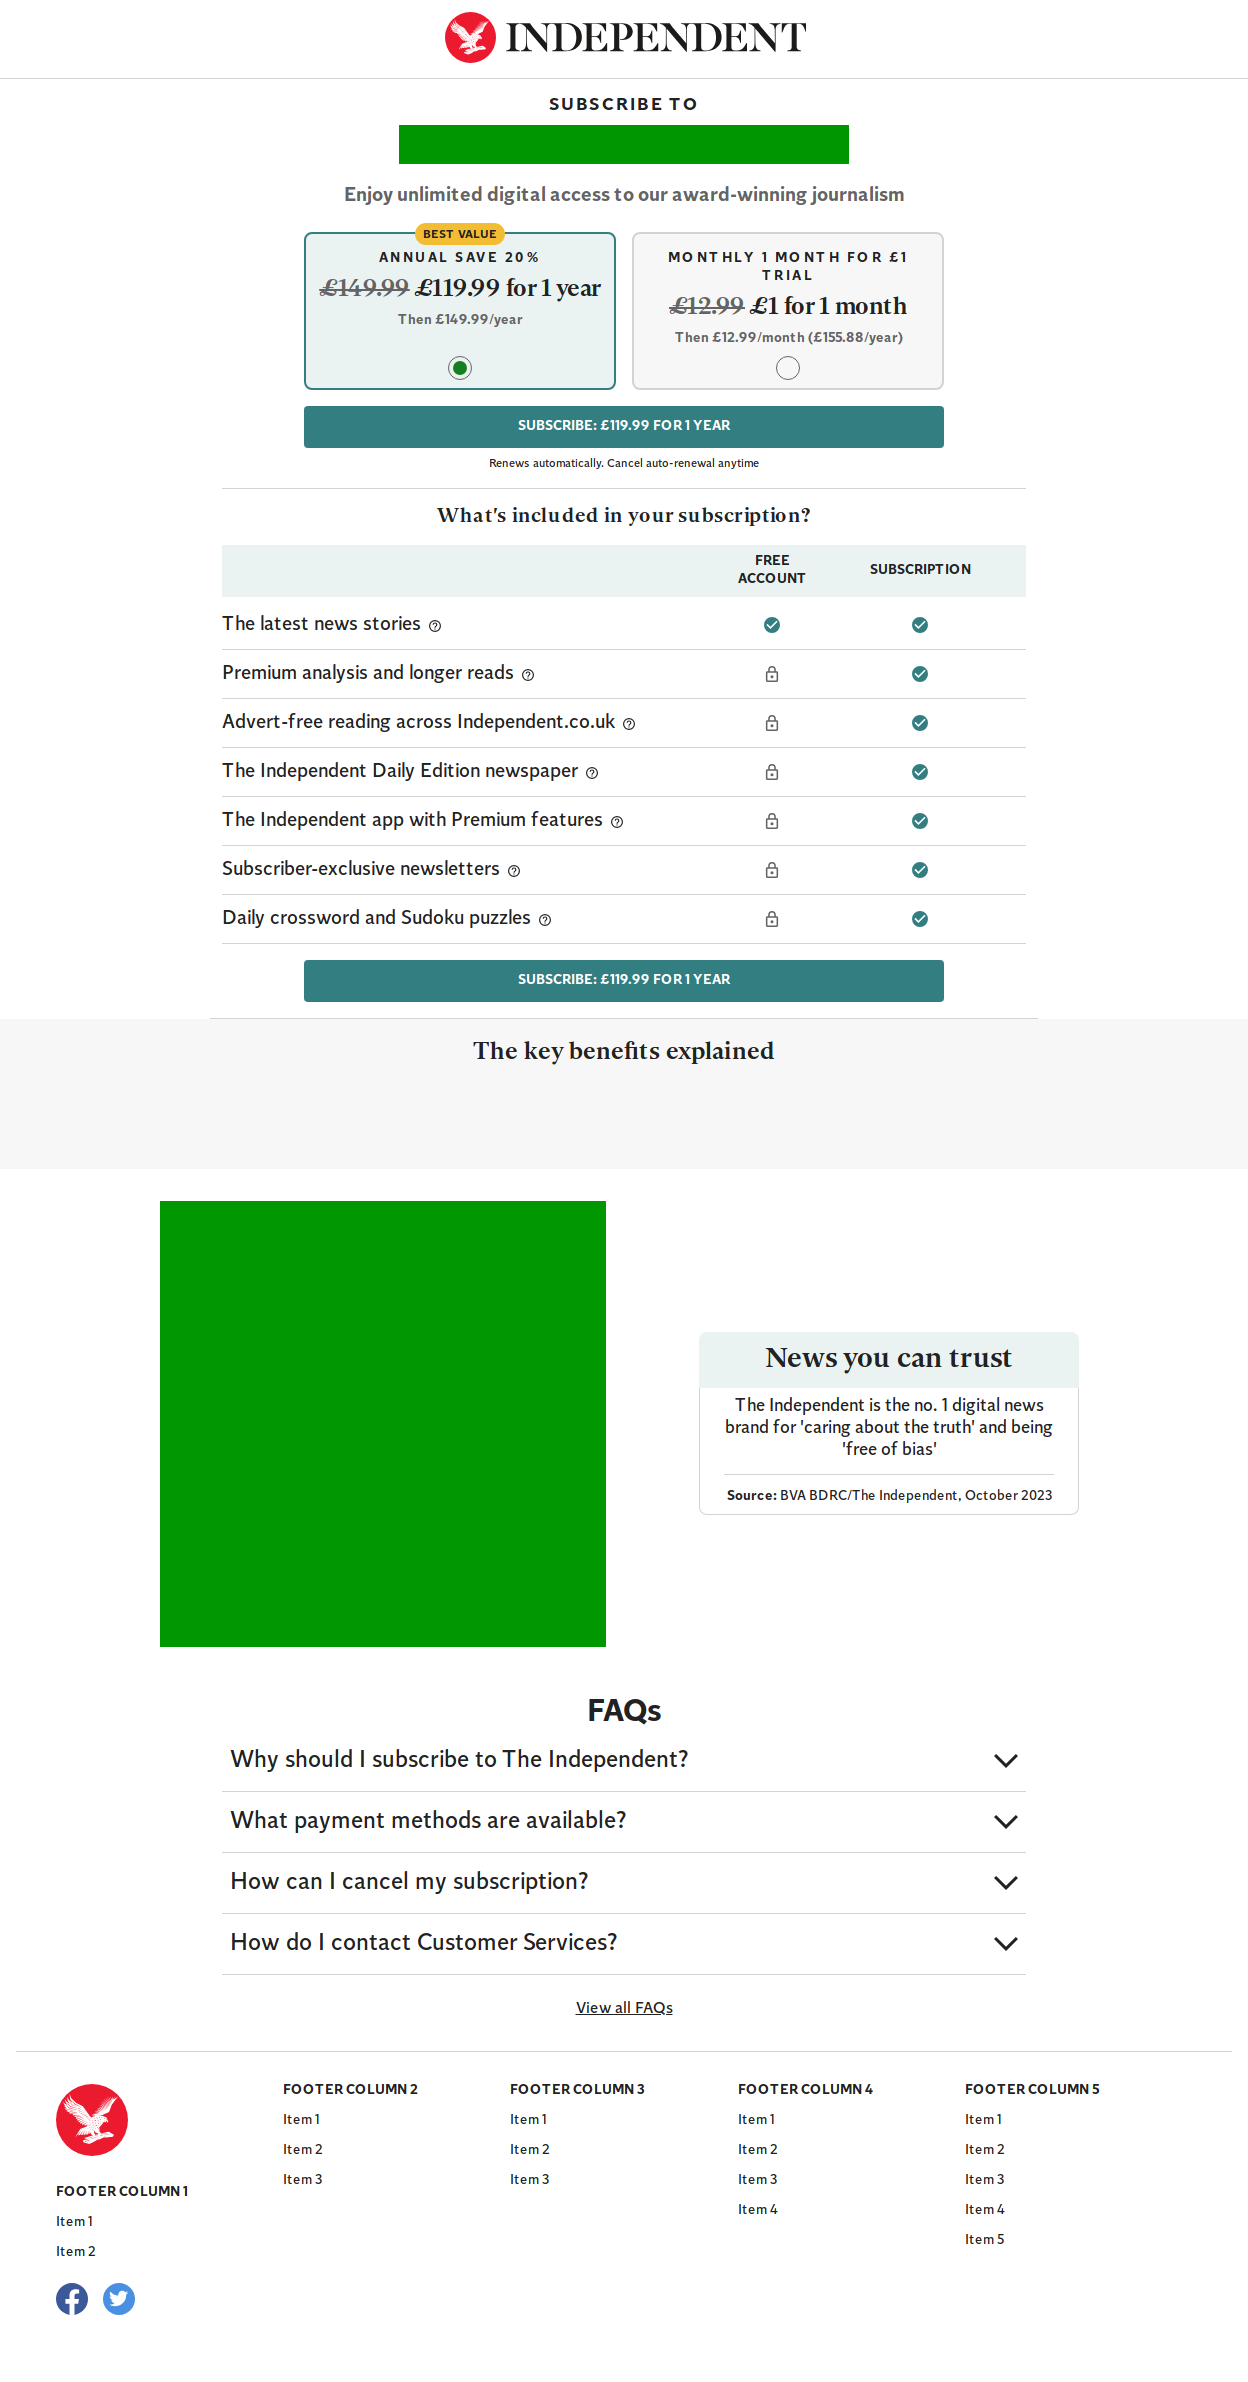 INDEPENDENT
SUBSCRIBE TO
Enjoy unlimited digital access to our award-winning journalism
BEST VALUE
ANNUAL SAVE 20%
£149.99 £119.99 for 1 year
Then £149.99/year
MONTHLY 1 MONTH FOR £1
TRIAL
£12.99 £1 for 1 month
Then £12.99/month (£155.88/year)
SUBSCRIBE: £119.99 FOR 1 YEAR
Renews automatically. Cancel auto-renewal anytime
What's included in your subscription?
FREE
ACCOUNT
SUBSCRIPTION
The latest news stories
Premium analysis and longer reads
Advert-free reading across Independent.co.uk
The Independent Daily Edition newspaper
The Independent app with Premium features
Subscriber-exclusive newsletters
Daily crossword and Sudoku puzzles
SUBSCRIBE: £119.99 FOR 1 YEAR
The key benefits explained
News you can trust
The Independent is the no. 1 digital news
brand for 'caring about the truth' and being
'free of bias'
Source: BVA BDRC/The Independent, October 2023
FAQs
Why should I subscribe to The Independent?
What payment methods are available?
How can I cancel my subscription?
How do I contact Customer Services?
View all FAQs
FOOTER COLUMN 1
Item 1
Item 2
FOOTER COLUMN 2
Item 1
Item 2
Item 3
FOOTER COLUMN 3
Item 1
Item 2
Item 3
FOOTER COLUMN 4
Item 1
Item 2
Item 3
Item 4
FOOTER COLUMN 5
Item 1
Item 2
Item 3
Item 4
Item 5